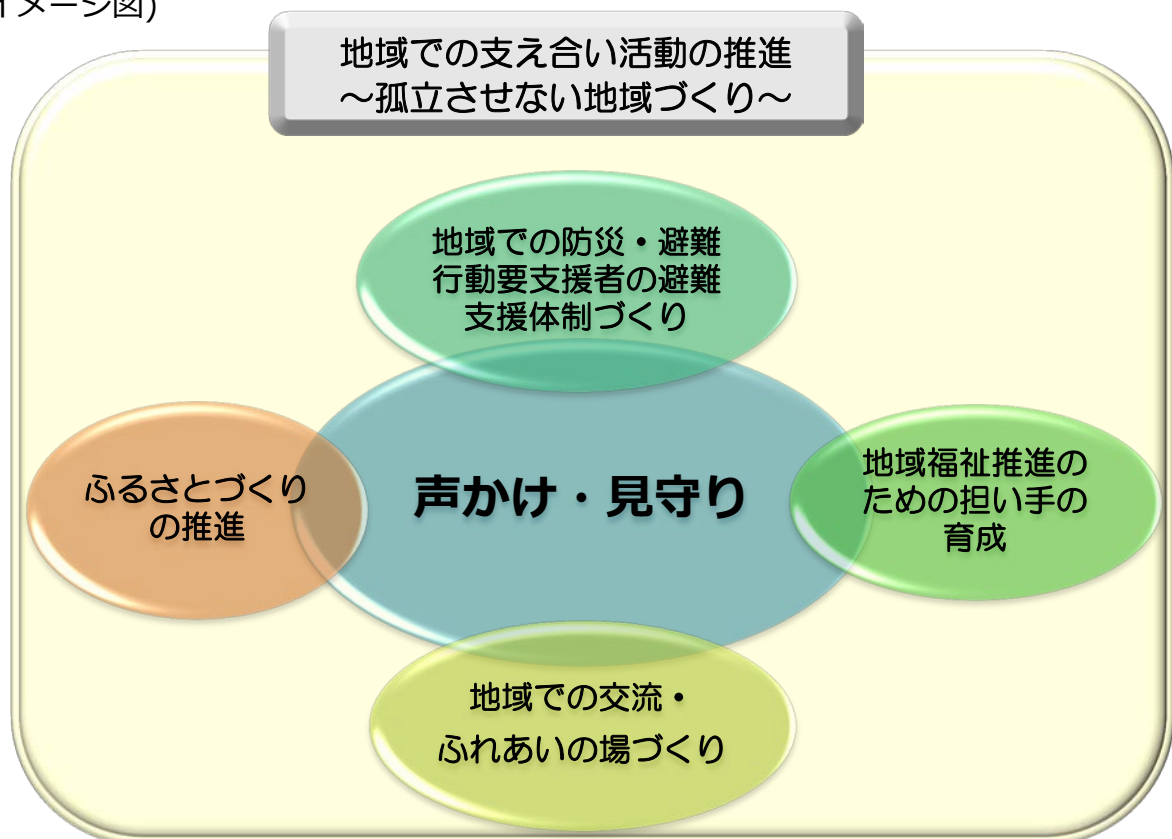 イメージ図)
地域での支え合い活動の推進
～孤立させない地域づくり～
地域での防災・避難
行動要支援者の避難
支援体制づくり
ふるさとづくり
の推進
声かけ・見守り
地域福祉推進の
ための担い手の
育成
地域での交流・
ふれあいの場づくり